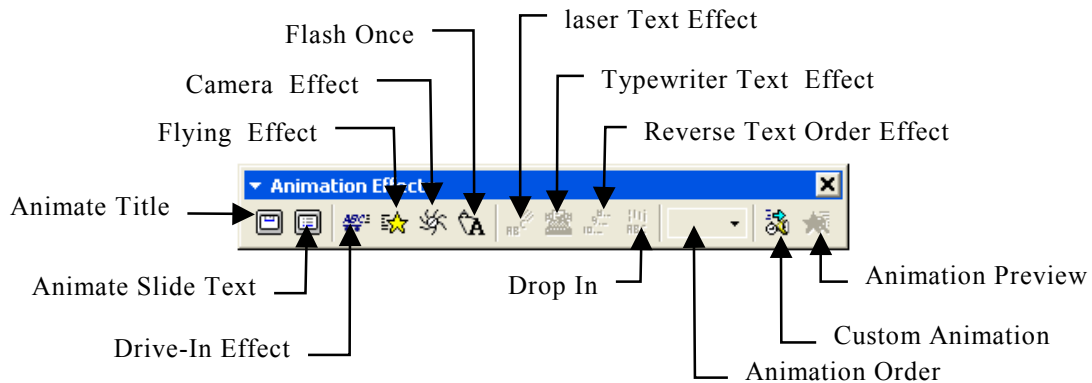 laser Text Effect
Flash Once
Camera Effect
Typewriter Text Effect
Flying Effect
Reverse Text Order Effect
Animation Effect
Animate Title
Animate Slide Text
Drop In
Animation Preview
Drive-In Effect
Custom Animation
Animation Order